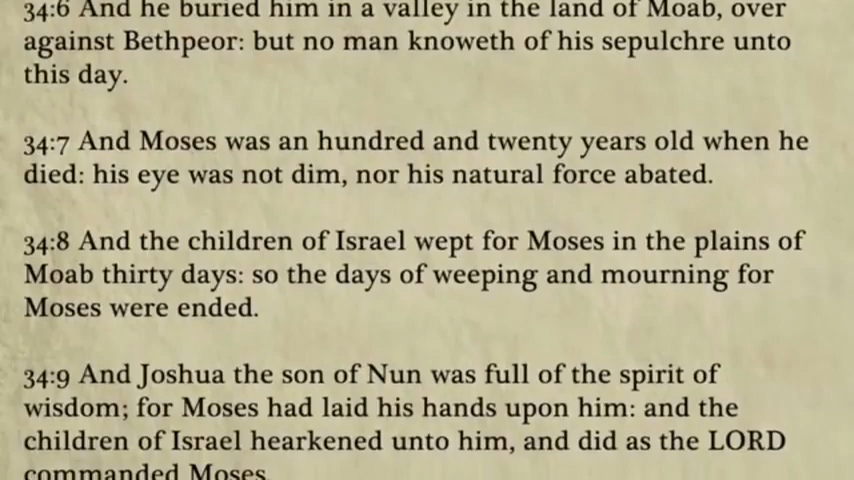 34:6 And he buried him in a valley in the land of Moab, over
against Bethpeor: but no man knoweth of his sepulchre unto
this day.
34:7 And Moses was an hundred and twenty years old when he
died: his eye was not dim, nor his natural force abated.
34:8 And the children of Israel wept for Moses in the plains of
Moab thirty days: so the days of weeping and mourning for
Moses were ended.
34:9 And Joshua the son of Nun was full of the spirit of
wisdom; for Moses had laid his hands upon him: and the
children of Israel hearkened unto him, and did as the LORD
commanded Moses.